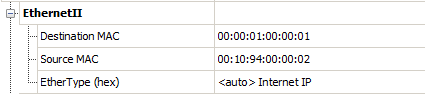 EthernetII
Destination MAC 00:00:01:00:00:01
Source MAC 00:10:94:00:00:02
EtherType (hex) <auto> Internet IP